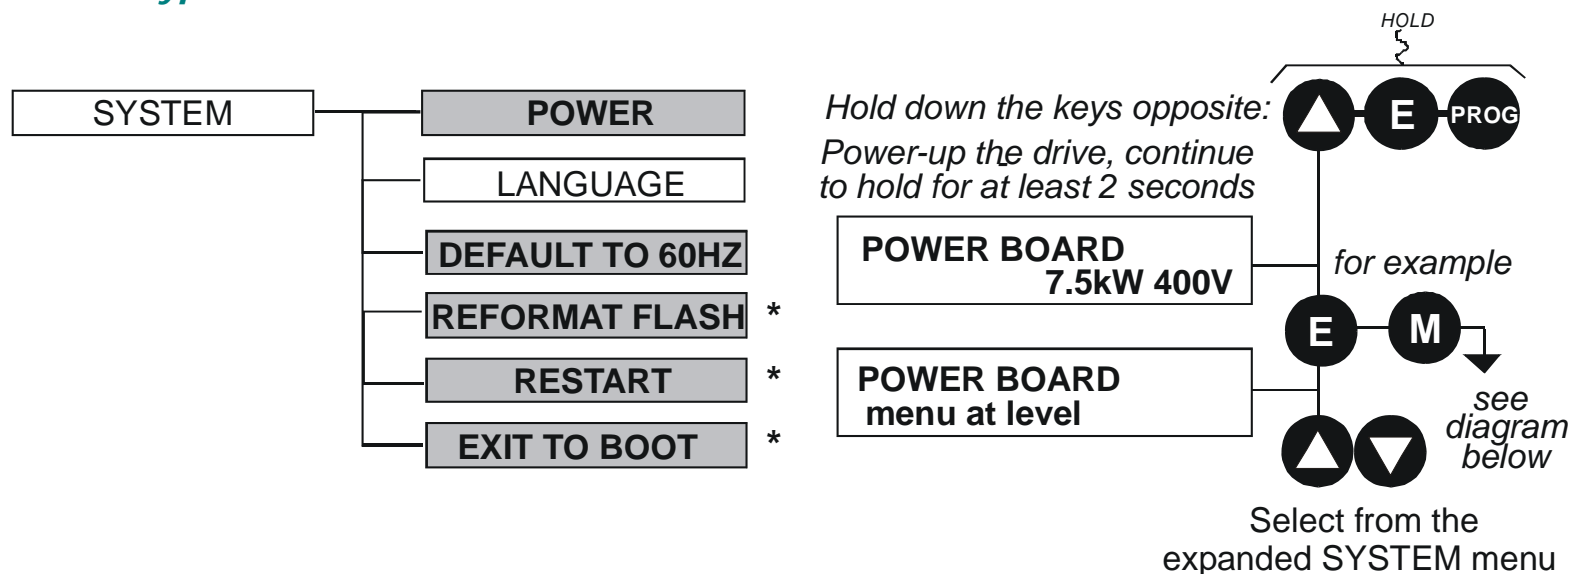 HOLD
SYSTEM
POWER
LANGUAGE
DEFAULT TO 60HZ
REFORMAT FLASH *
RESTART *
EXIT TO BOOT *
Hold down the keys opposite:
Power-up the drive, continue
to hold for at least 2 seconds
E
PROG
POWER BOARD
7.5kW 400V
for example
E
M
POWER BOARD
menu at level
see
diagram
below
Select from the
expanded SYSTEM menu